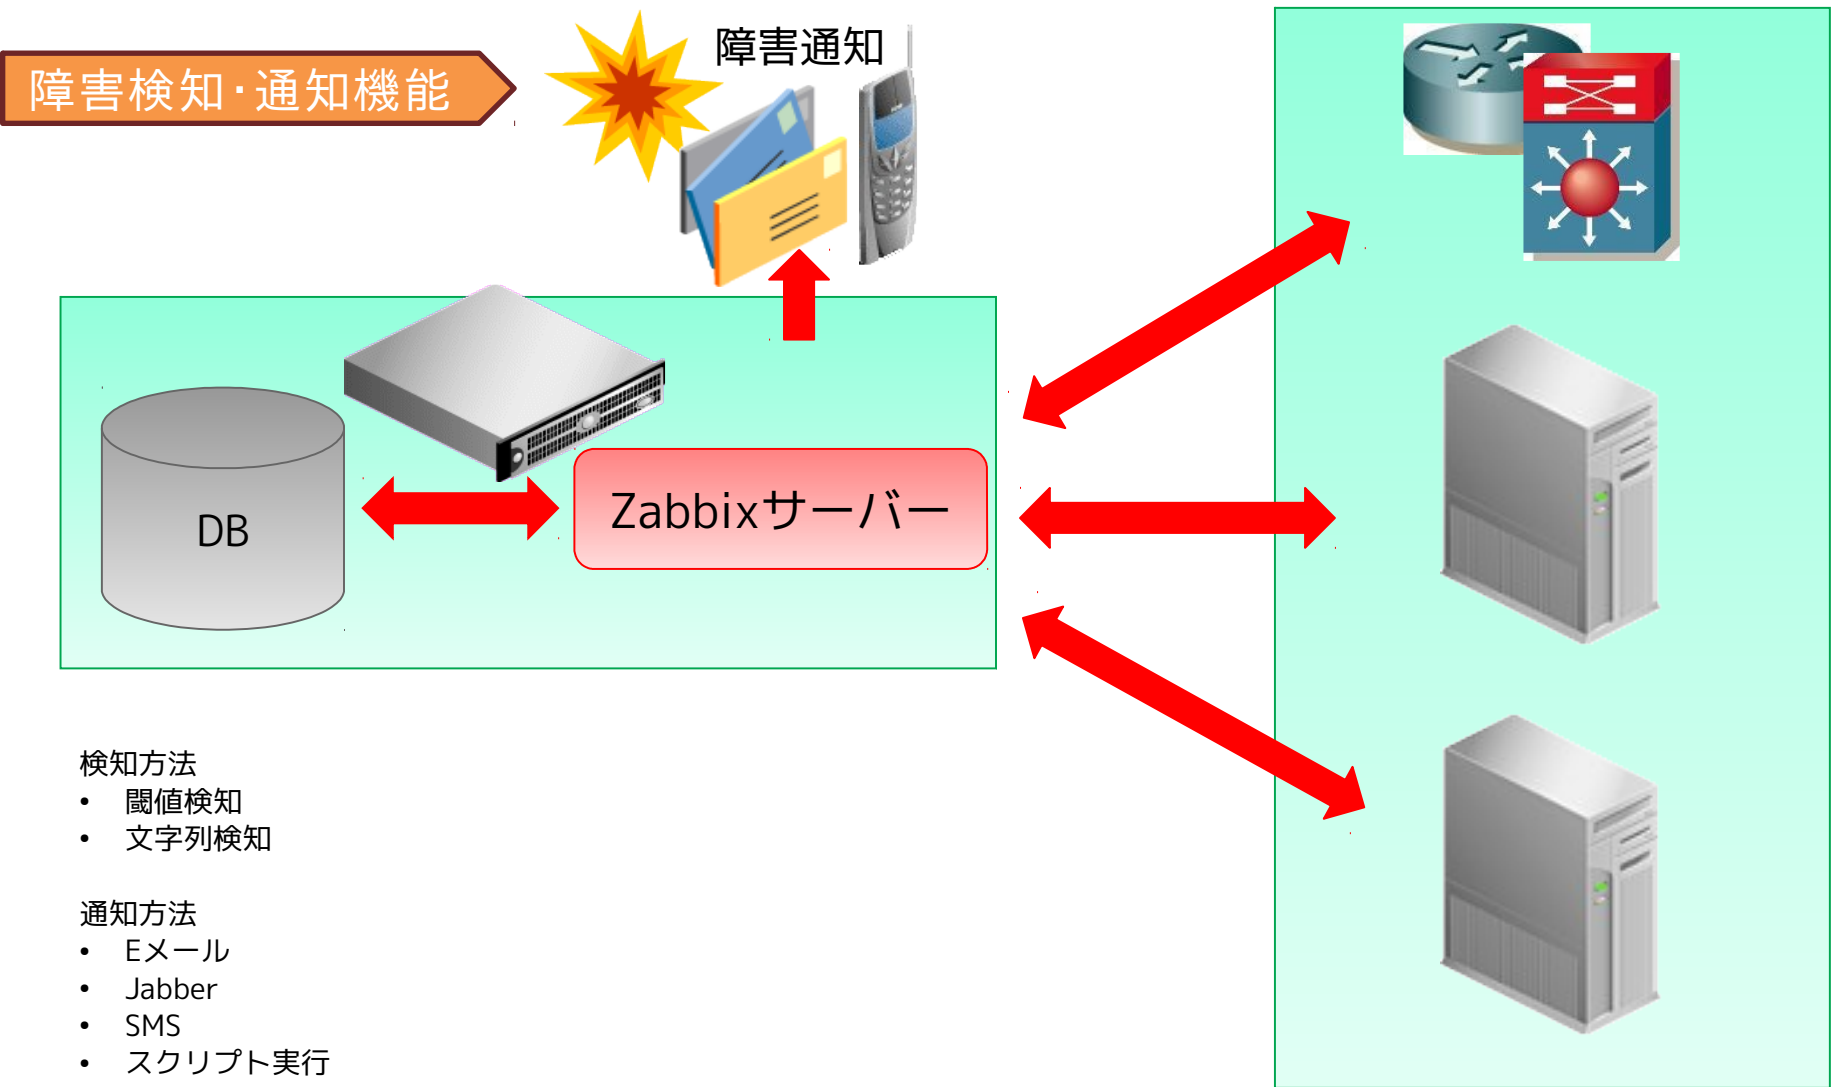 障害検知・通知機能
障害通知
DB
Zabbixサーバー
検知方法
• 閾値検知
• 文字列検知
通知方法
• Eメール
• Jabber
• SMS
• スクリプト実行